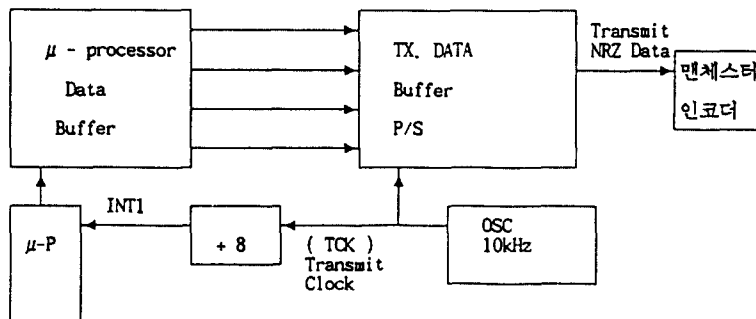 μ - processor
Data
Buffer
TX. DATA
Buffer
P/S
Transmit
NRZ Data
맨체스터
인코더
μ-P
INT1
+ 8
( TCK )
Transmit
Clock
OSC
10kHz